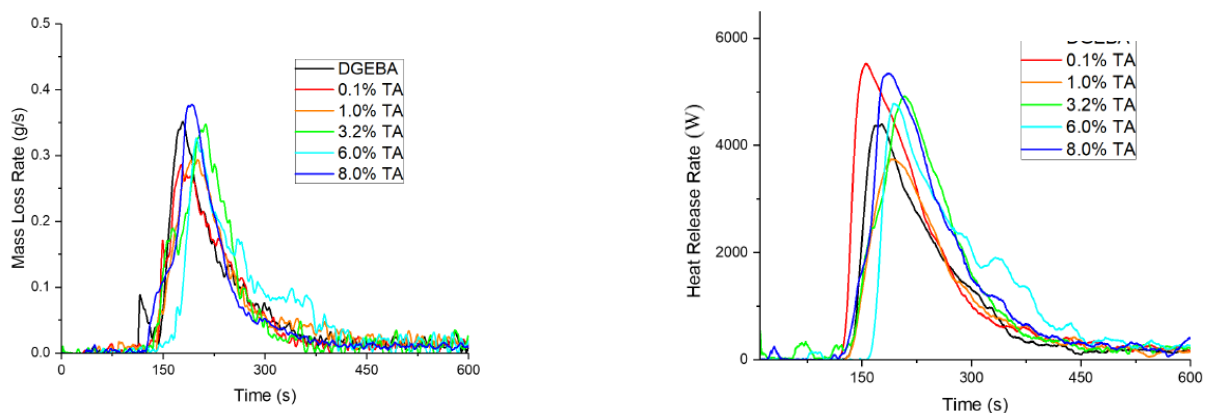 0.5
0.4
0.3
0.2
0.1
0.0
Mass Loss Rate (g/s)
0
150
300
450
600
Time (s)
DGEBA
0.1% TA
1.0% TA
3.2% TA
6.0% TA
8.0% TA
6000
4000
2000
0
Heat Release Rate (W)
150
300
450
600
Time (s)
DGEBA
0.1% TA
1.0% TA
3.2% TA
6.0% TA
8.0% TA